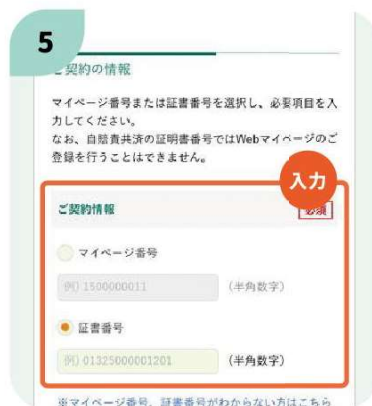 5
ご契約の情報
マイページ番号または証書番号を選択し、必要項目を入
力してください。
なお、自賠責共済の証明書番号ではWebマイページのご
登録を行うことはできません。
入力
ご契約情報
必須
マイページ番号
例) 1500000011 (半角数字)
証書番号
例) 01325000001201 (半角数字)
※マイページ番号、証書番号がわからない方はこちら